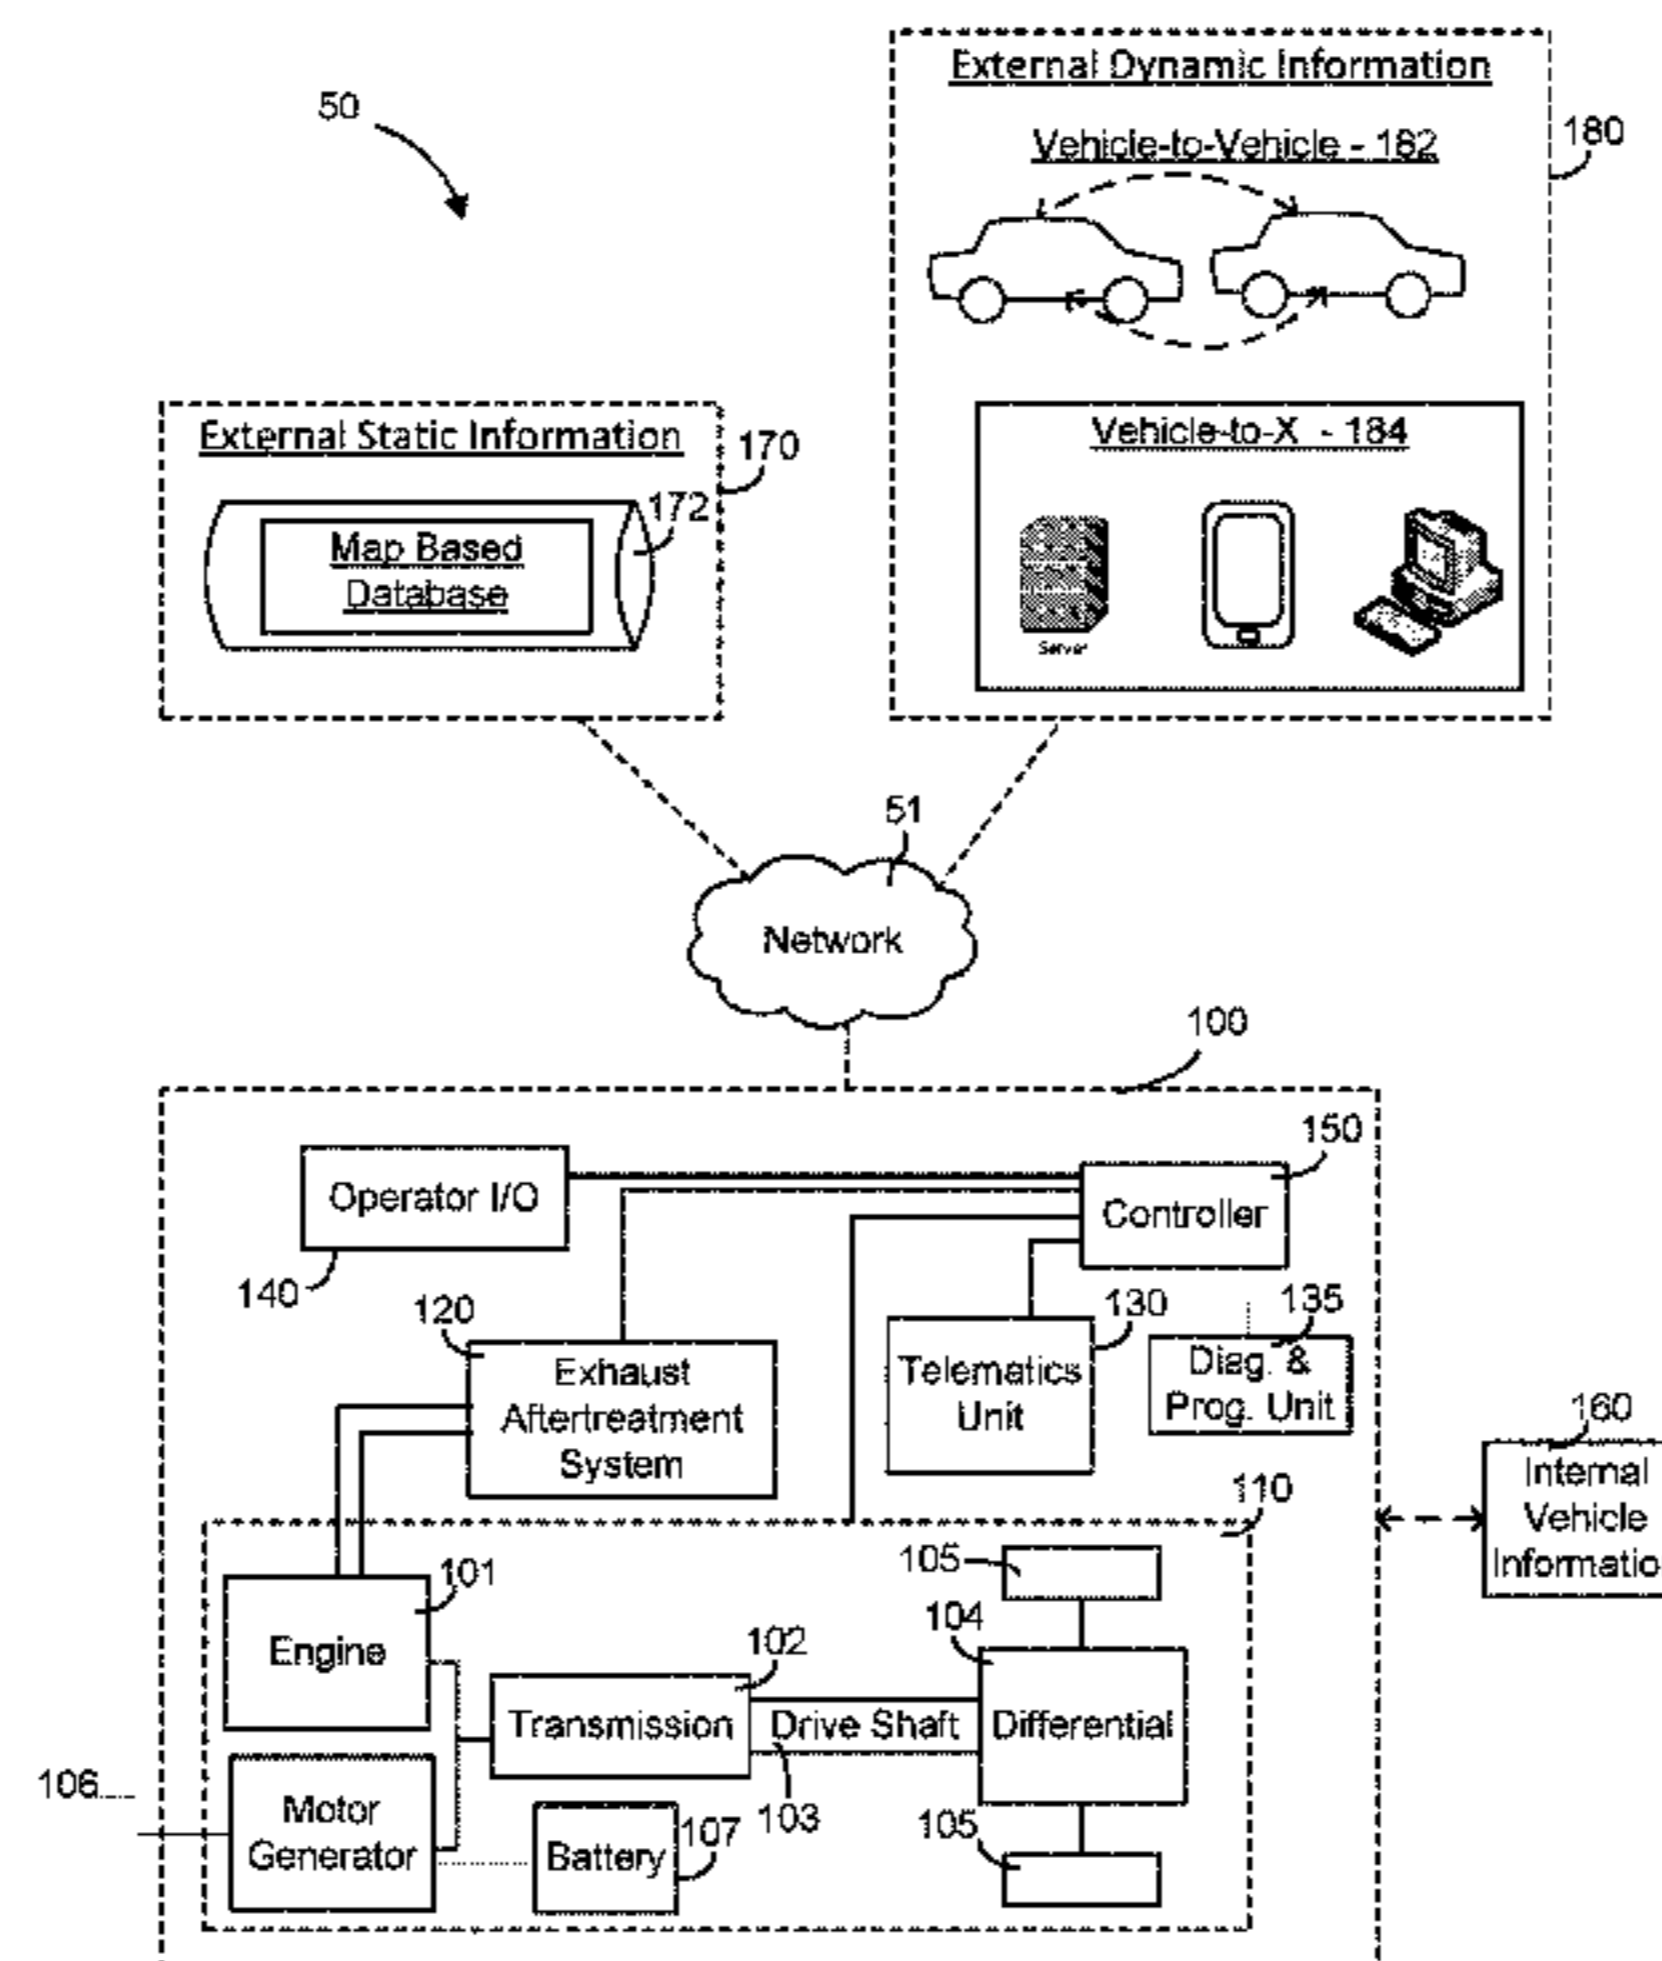 50
External Dynamic Information
Vehicle-to-Vehicle - 182
180
Vehicle-to-X - 184
Server
External Static Information
170
172
Map Based
Database
51
Network
100
150
Operator I/O
Controller
140
120
130
135
Exhaust
Aftertreatment
System
Telematics
Unit
Diag. &
Prog. Unit
160
Internal
Vehicle
Informatio
110
101
105
104
Engine
102
Transmission
Drive Shaft
Differential
106
Motor
Generator
103
107
Battery
105